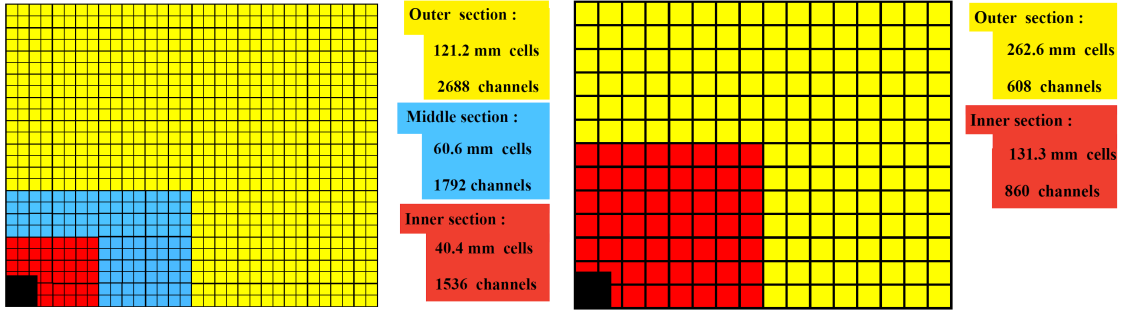 Outer section :
121.2 mm cells
2688 channels
Middle section :
60.6 mm cells
1792 channels
Inner section :
40.4 mm cells
1536 channels
Outer section :
262.6 mm cells
608 channels
Inner section :
131.3 mm cells
860 channels